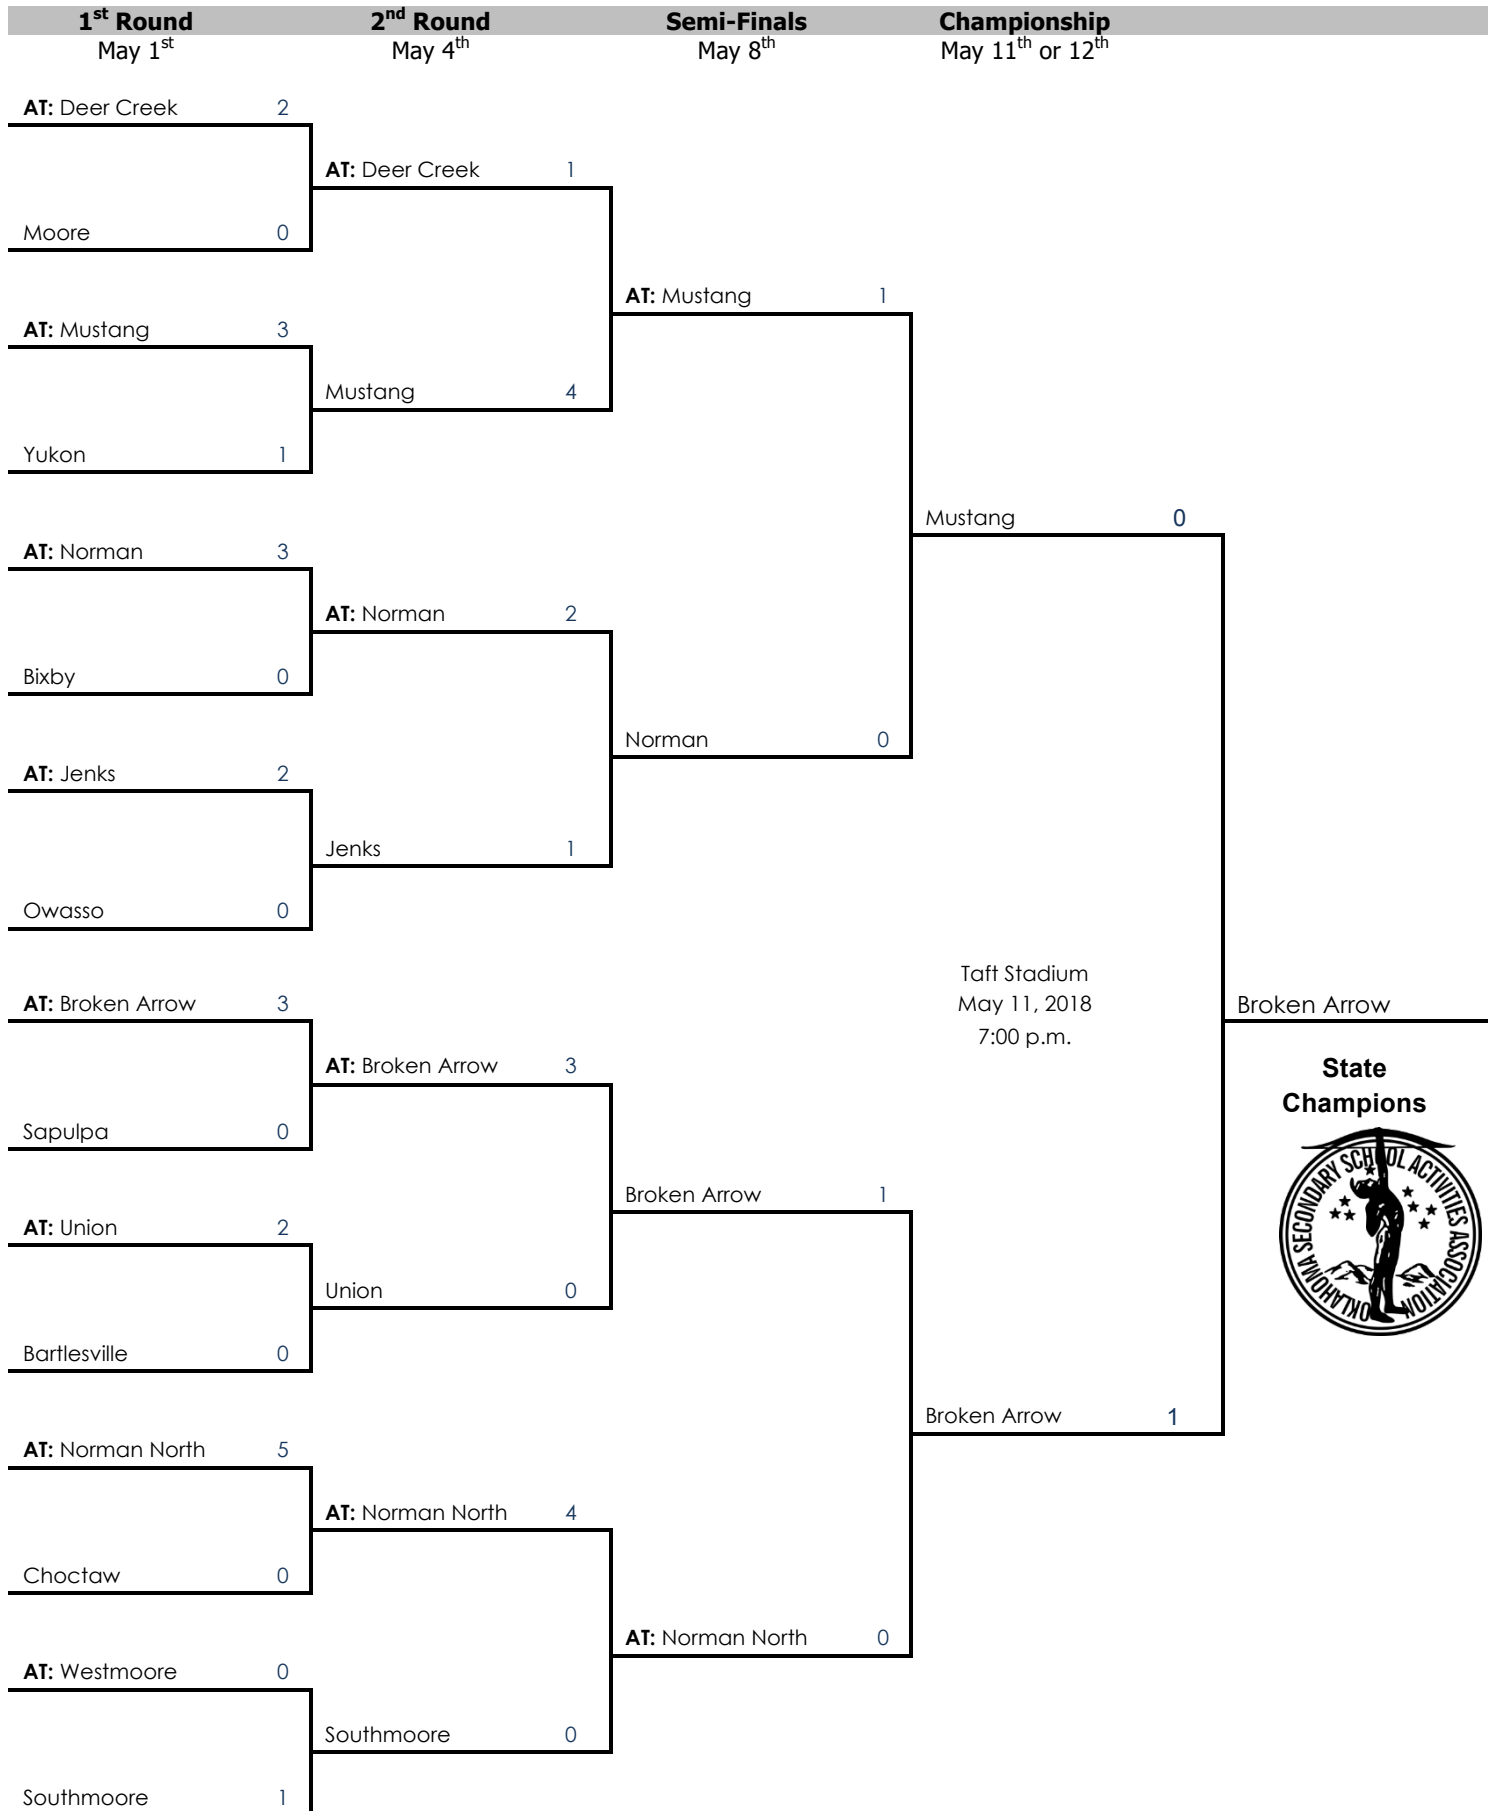 1st Round 2nd Round Semi-Finals Championship
May 1st May 4th May 8th May 11th or 12th
AT: Deer Creek 2
AT: Deer Creek 1
Moore 0
AT: Mustang 1
AT: Mustang 3
Mustang 4
Yukon 1
Mustang 0
AT: Norman 3
AT: Norman 2
Bixby 0
Norman 0
AT: Jenks 2
Jenks 1
Owasso 0
Taft Stadium
May 11, 2018
7:00 p.m.
AT: Broken Arrow 3
Broken Arrow
AT: Broken Arrow 3
State
Champions
Sapulpa 0
OKLAHOMA SECONDARY SCHOOL ACTIVITIES ASSOCIATION
Broken Arrow 1
AT: Union 2
Union 0
Bartlesville 0
Broken Arrow 1
AT: Norman North 5
AT: Norman North 4
Choctaw 0
AT: Norman North 0
AT: Westmoore 0
Southmoore 0
Southmoore 1